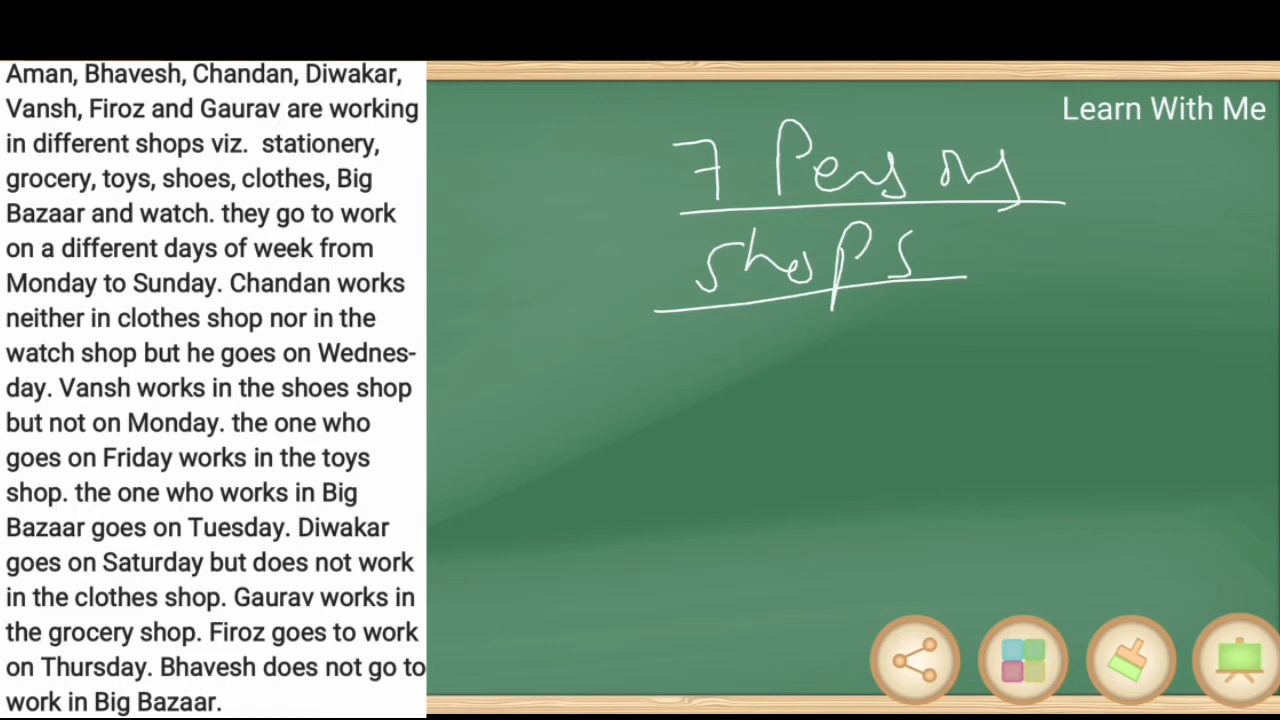 Aman, Bhavesh, Chandan, Diwakar,
Vansh, Firoz and Gaurav are working
in different shops viz. stationery,
grocery, toys, shoes, clothes, Big
Bazaar and watch. they go to work
on a different days of week from
Monday to Sunday. Chandan works
neither in clothes shop nor in the
watch shop but he goes on Wednes-
day. Vansh works in the shoes shop
but not on Monday. the one who
goes on Friday works in the toys
shop. the one who works in Big
Bazaar goes on Tuesday. Diwakar
goes on Saturday but does not work
in the clothes shop. Gaurav works in
the grocery shop. Firoz goes to work
on Thursday. Bhavesh does not go to
work in Big Bazaar.
Learn With Me
7 Persons
shops